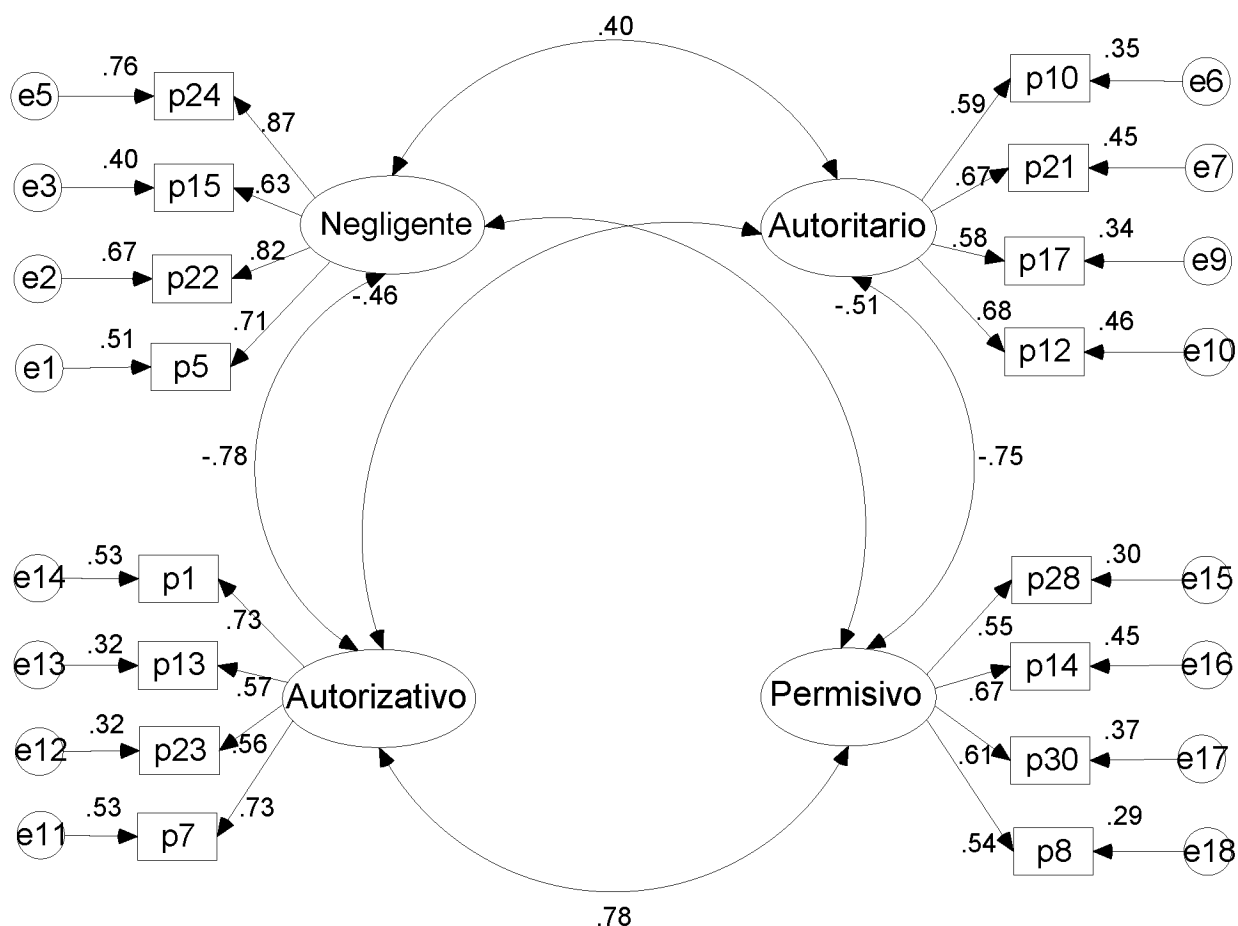 .40
.76
e5
p24
.87
.40
e3
p15
.63
.67
e2
p22
.82
.51
e1
p5
.71
Negligente
.35
p10
e6
.59
.45
p21
e7
.67
.34
p17
e9
.58
.46
p12
e10
.68
Autoritario
-.46
-.51
-.78
-.75
.53
e14
p1
.73
.32
e13
p13
.57
.32
e12
p23
.56
.53
e11
p7
.73
Autorizativo
.30
p28
e15
.55
.45
p14
e16
.67
.37
p30
e17
.61
.29
p8
e18
.54
Permisivo
.78